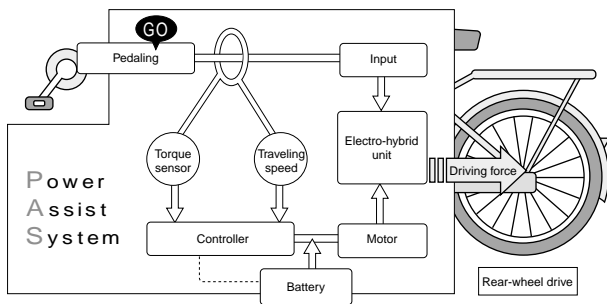 GO
Pedaling
Input
Torque
sensor
Traveling
speed
Electro-hybrid
unit
Driving force
Power
Assist
System
Controller
Motor
Battery
Rear-wheel drive